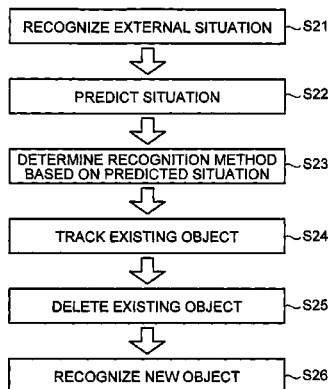 RECOGNIZE EXTERNAL SITUATION S21
PREDICT SITUATION S22
DETERMINE RECOGNITION METHOD
BASED ON PREDICTED SITUATION S23
TRACK EXISTING OBJECT S24
DELETE EXISTING OBJECT S25
RECOGNIZE NEW OBJECT S26